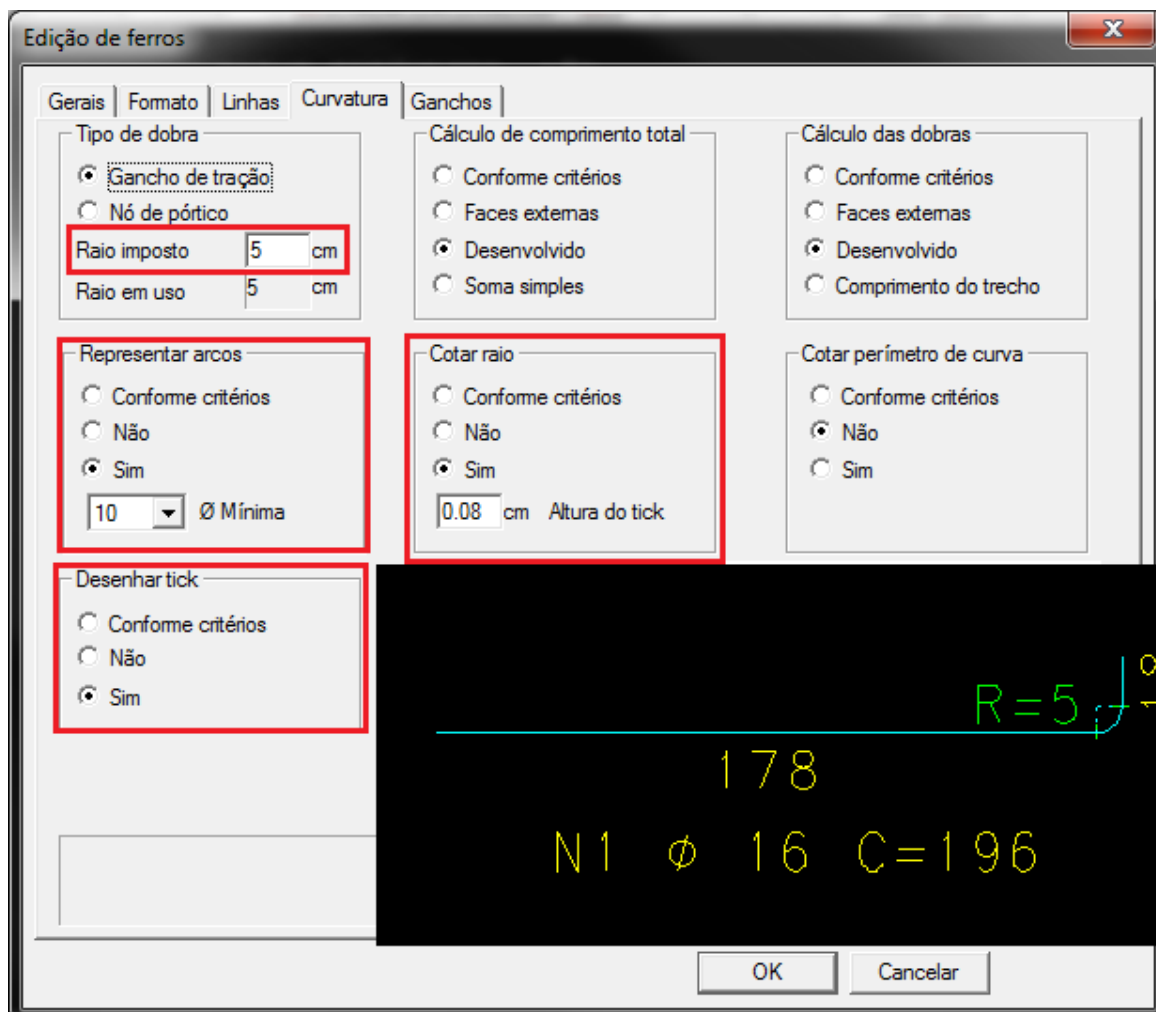 Edição de ferros
X
Gerais Formato Linhas Curvatura Ganchos
Tipo de dobra
Gancho de tração
Nó de pórtico
Raio imposto 5 cm
Raio em uso 5 cm
Cálculo de comprimento total
Conforme critérios
Faces externas
Desenvolvido
Soma simples
Cálculo das dobras
Conforme critérios
Faces externas
Desenvolvido
Comprimento do trecho
Representar arcos
Conforme critérios
Não
Sim
10 Ø Mínima
Cotar raio
Conforme critérios
Não
Sim
0.08 cm Altura do tick
Cotar perímetro de curva
Conforme critérios
Não
Sim
Desenhar tick
Conforme critérios
Não
Sim
R=5
178
N1 ø 16 C=196
OK Cancelar